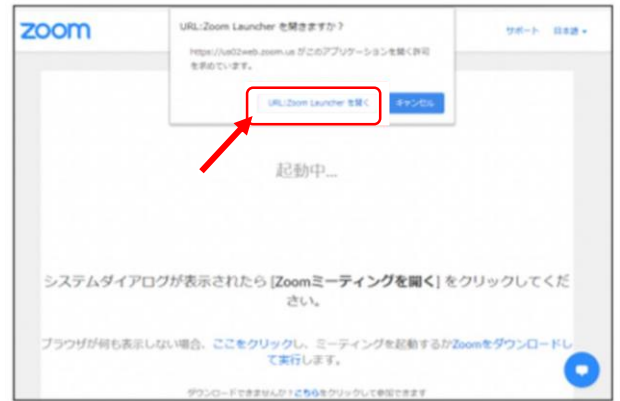 zoom
サポート 日本語
URL:Zoom Launcher を開きますか？
https://us02web.zoom.us がこのアプリケーションを開く許可
を求めています。
URL:Zoom Launcher を開く キャンセル
起動中...
システムダイアログが表示されたら [Zoomミーティングを開く] をクリックしてくだ
さい。
ブラウザが何も表示しない場合、ここをクリックし、ミーティングを起動するかZoomをダウンロードし
て実行します。
ダウンロードできませんか？こちらをクリックして参加できます